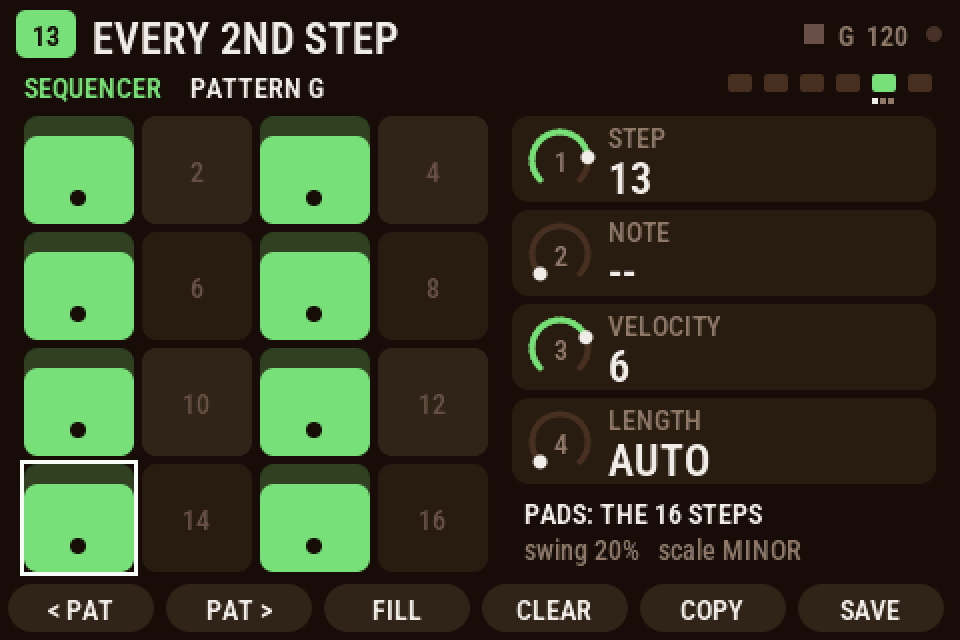 13 EVERY 2ND STEP G 120
SEQUENCER PATTERN G
2 4
6 8
10 12
14 16
1 STEP
13
2 NOTE
--
3 VELOCITY
6
4 LENGTH
AUTO
PADS: THE 16 STEPS
swing 20% scale MINOR
< PAT PAT > FILL CLEAR COPY SAVE